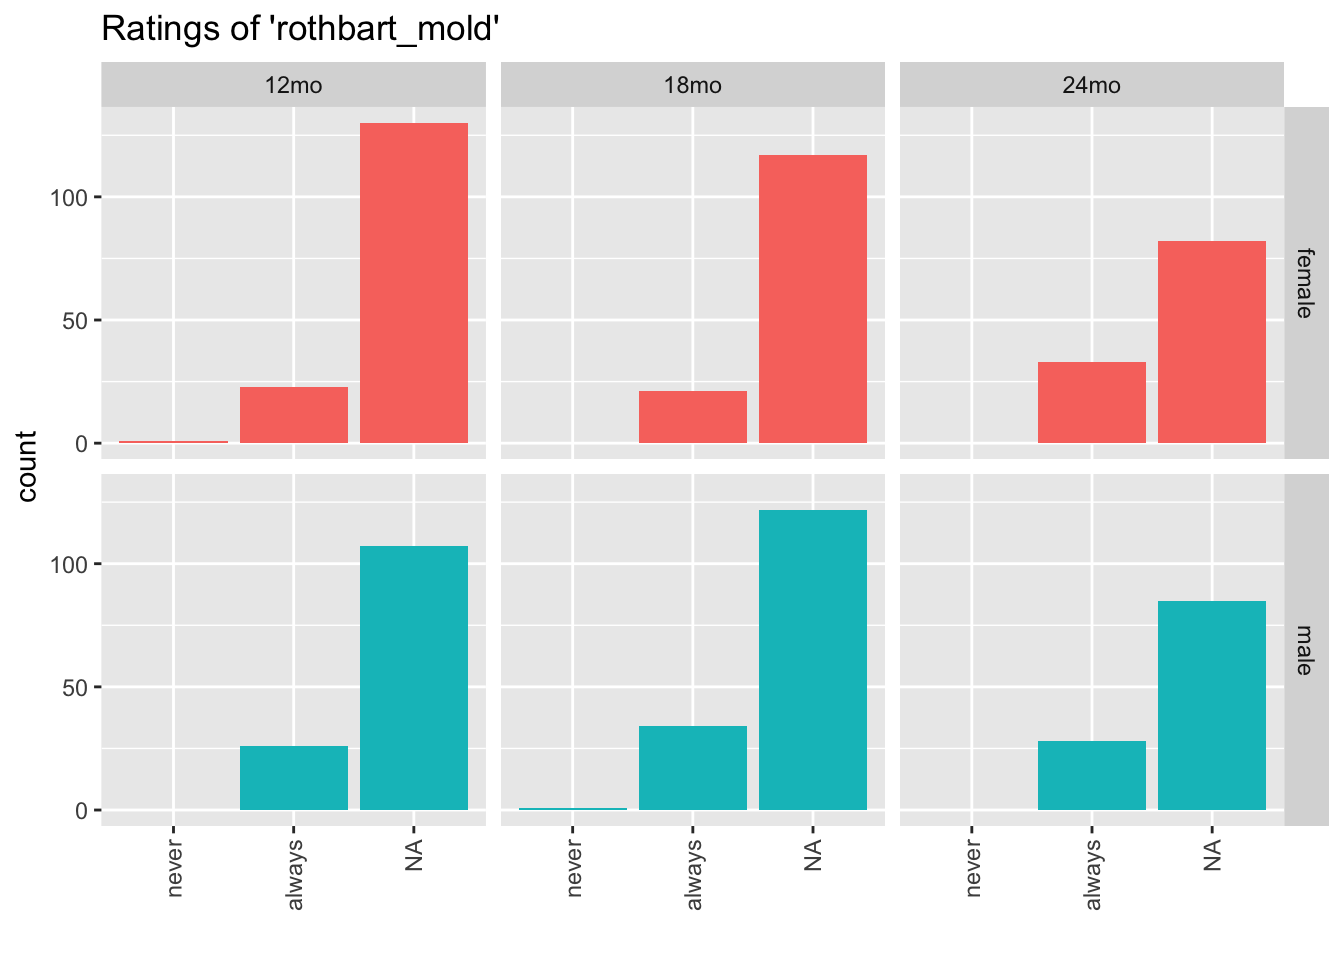 Ratings of 'rothbart_mold'
12mo 18mo 24mo
100
50
0
female
count
100
50
0
male
never always NA never always NA never always NA